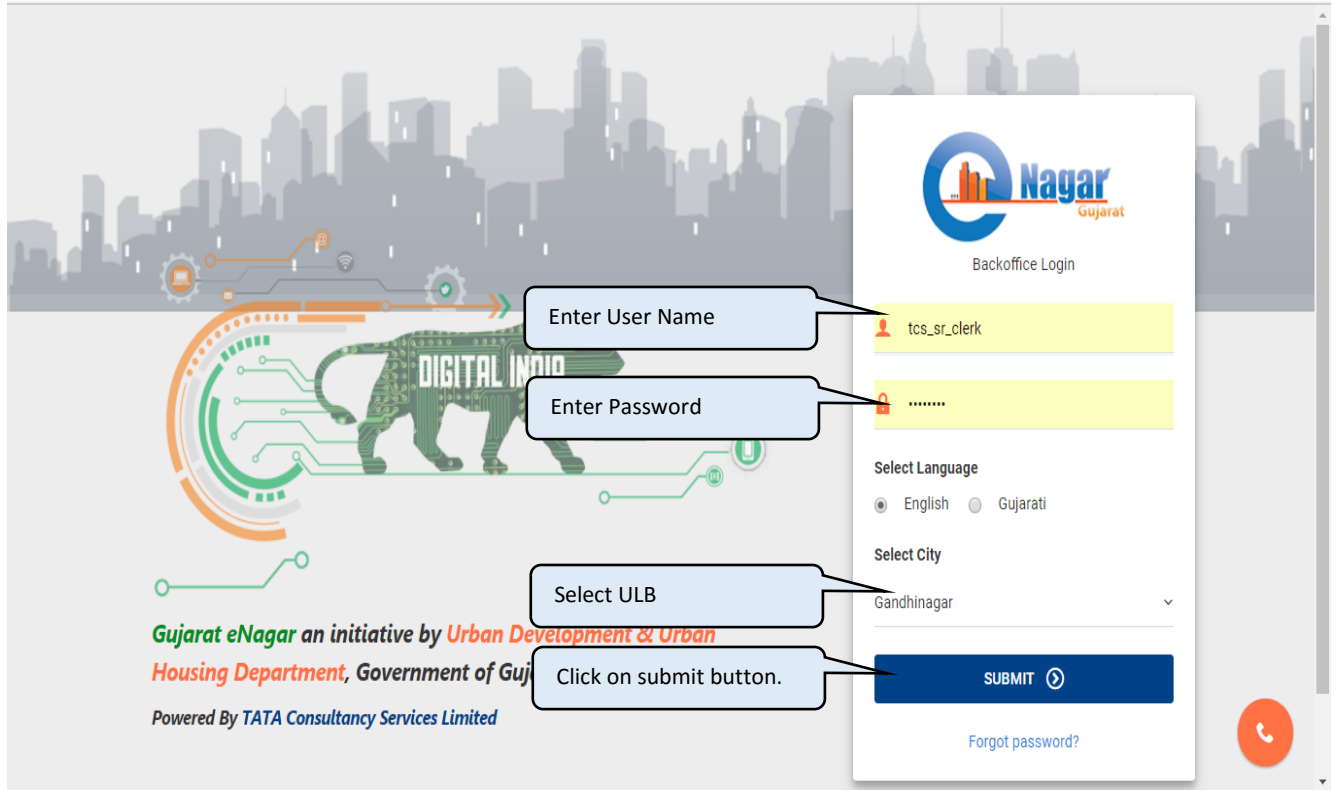 Nagar
Gujarat
Backoffice Login
Enter User Name
tcs_sr_clerk
DIGITAL INDIA
Enter Password
••••••••
Select Language
English Gujarati
Select City
Select ULB
Gandhinagar
Gujarat eNagar an initiative by Urban Development & Urban
Housing Department, Government of Guj
Click on submit button.
SUBMIT
Powered By TATA Consultancy Services Limited
Forgot password?